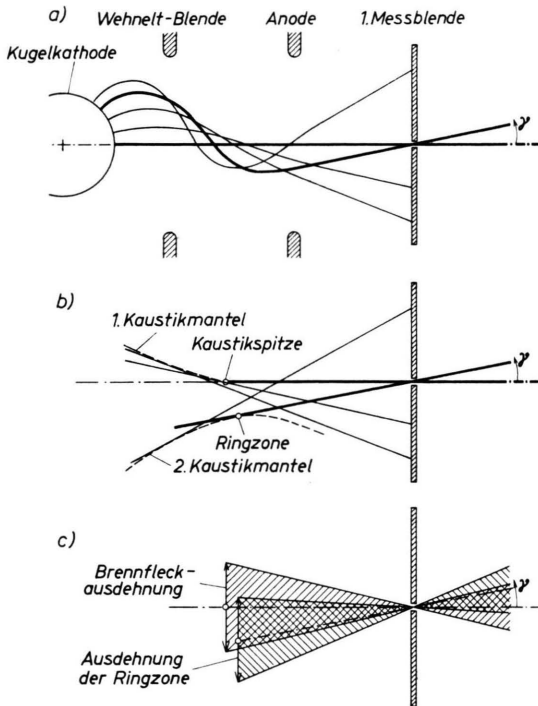 a)
Wehnelt-Blende
Anode
1. Messblende
Kugelkathode
γ
b)
1. Kaustikmantel
Kaustikspitze
γ
Ringzone
2. Kaustikmantel
c)
Brennfleck-
ausdehnung
γ
Ausdehnung
der Ringzone